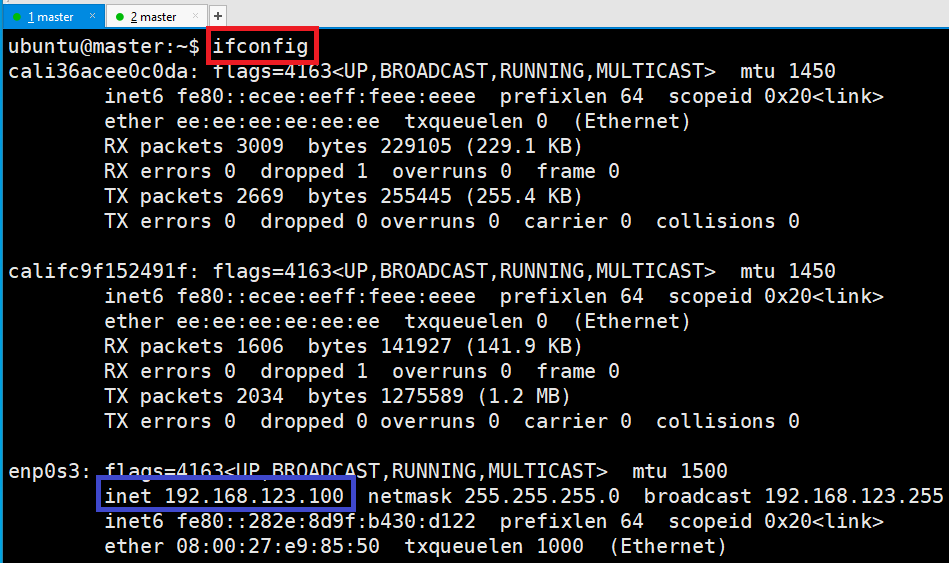 1 master × 2 master × +
ubuntu@master:~$ ifconfig
cali36acee0c0da: flags=4163<UP,BROADCAST,RUNNING,MULTICAST>  mtu 1450
        inet6 fe80::ecee:eeff:feee:eeee  prefixlen 64  scopeid 0x20<link>
        ether ee:ee:ee:ee:ee:ee  txqueuelen 0  (Ethernet)
        RX packets 3009  bytes 229105 (229.1 KB)
        RX errors 0  dropped 1  overruns 0  frame 0
        TX packets 2669  bytes 255445 (255.4 KB)
        TX errors 0  dropped 0 overruns 0  carrier 0  collisions 0
califc9f152491f: flags=4163<UP,BROADCAST,RUNNING,MULTICAST>  mtu 1450
        inet6 fe80::ecee:eeff:feee:eeee  prefixlen 64  scopeid 0x20<link>
        ether ee:ee:ee:ee:ee:ee  txqueuelen 0  (Ethernet)
        RX packets 1606  bytes 141927 (141.9 KB)
        RX errors 0  dropped 1  overruns 0  frame 0
        TX packets 2034  bytes 1275589 (1.2 MB)
        TX errors 0  dropped 0 overruns 0  carrier 0  collisions 0
enp0s3: flags=4163<UP,BROADCAST,RUNNING,MULTICAST>  mtu 1500
        inet 192.168.123.100  netmask 255.255.255.0  broadcast 192.168.123.255
        inet6 fe80::282e:8d9f:b430:d122  prefixlen 64  scopeid 0x20<link>
        ether 08:00:27:e9:85:50  txqueuelen 1000  (Ethernet)